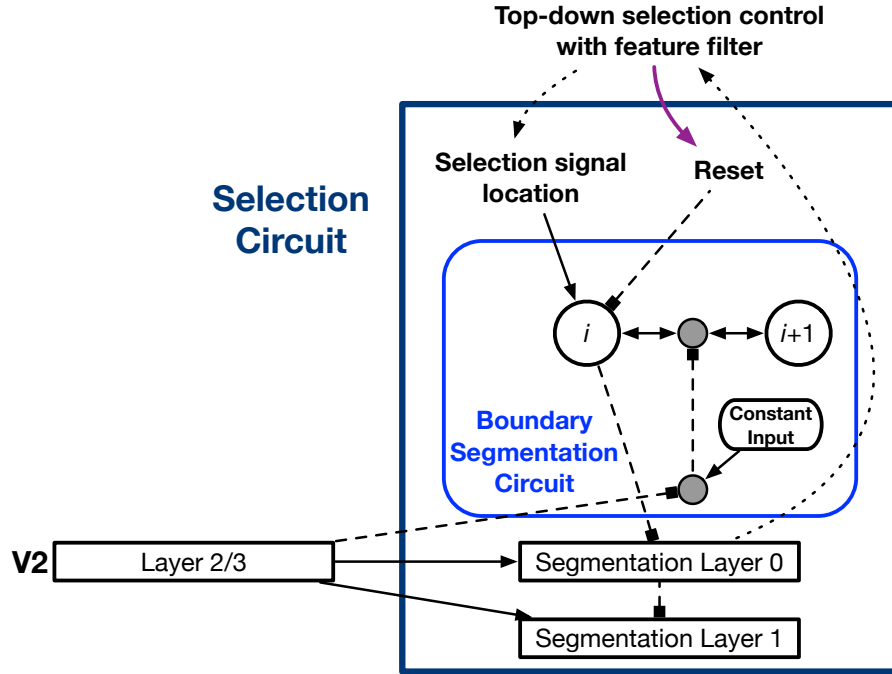 Top-down selection control
with feature filter
Selection signal
location
Reset
Selection
Circuit
i
i+1
Constant
Input
Boundary
Segmentation
Circuit
V2
Layer 2/3
Segmentation Layer 0
Segmentation Layer 1